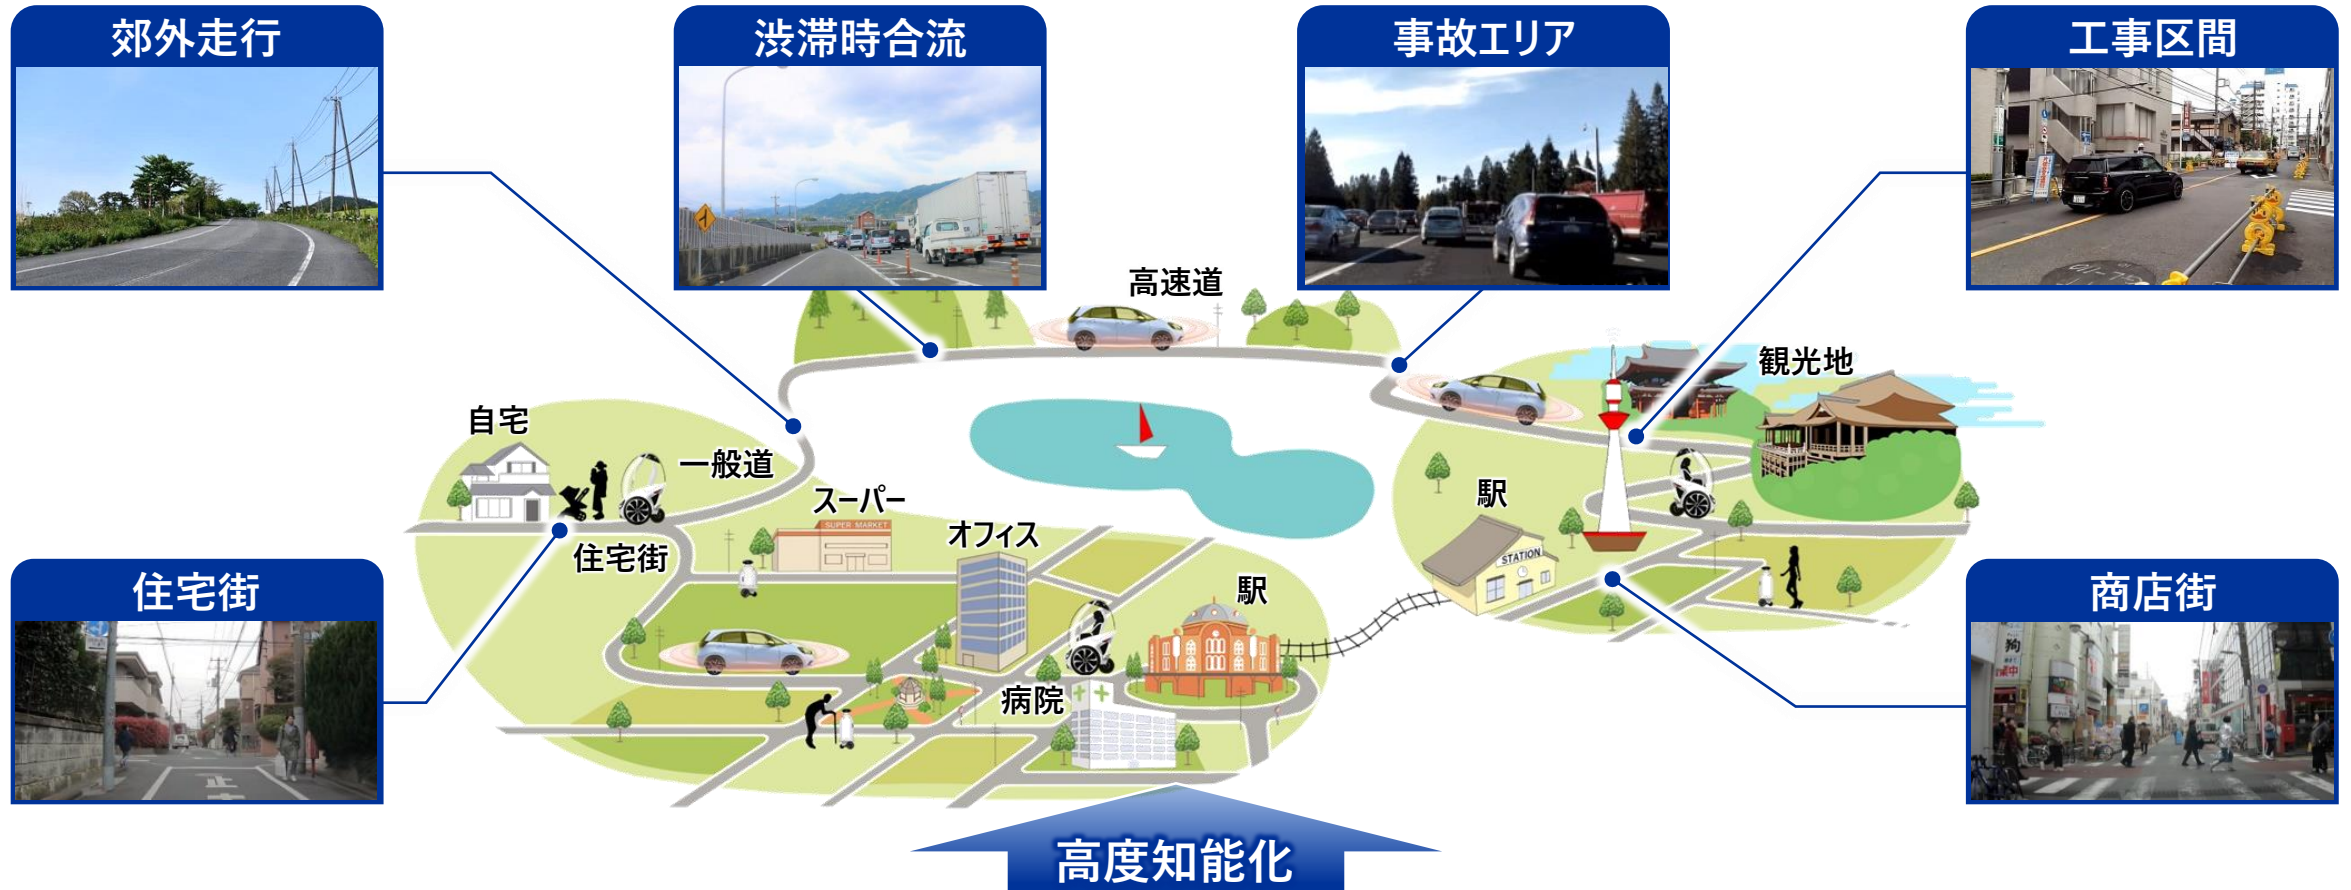 郊外走行
渋滞時合流
事故エリア
工事区間
高速道
観光地
自宅
一般道
スーパー
SUPER MARKET
オフィス
駅
STATION
住宅街
駅
病院
住宅街
止
商店街
高度知能化